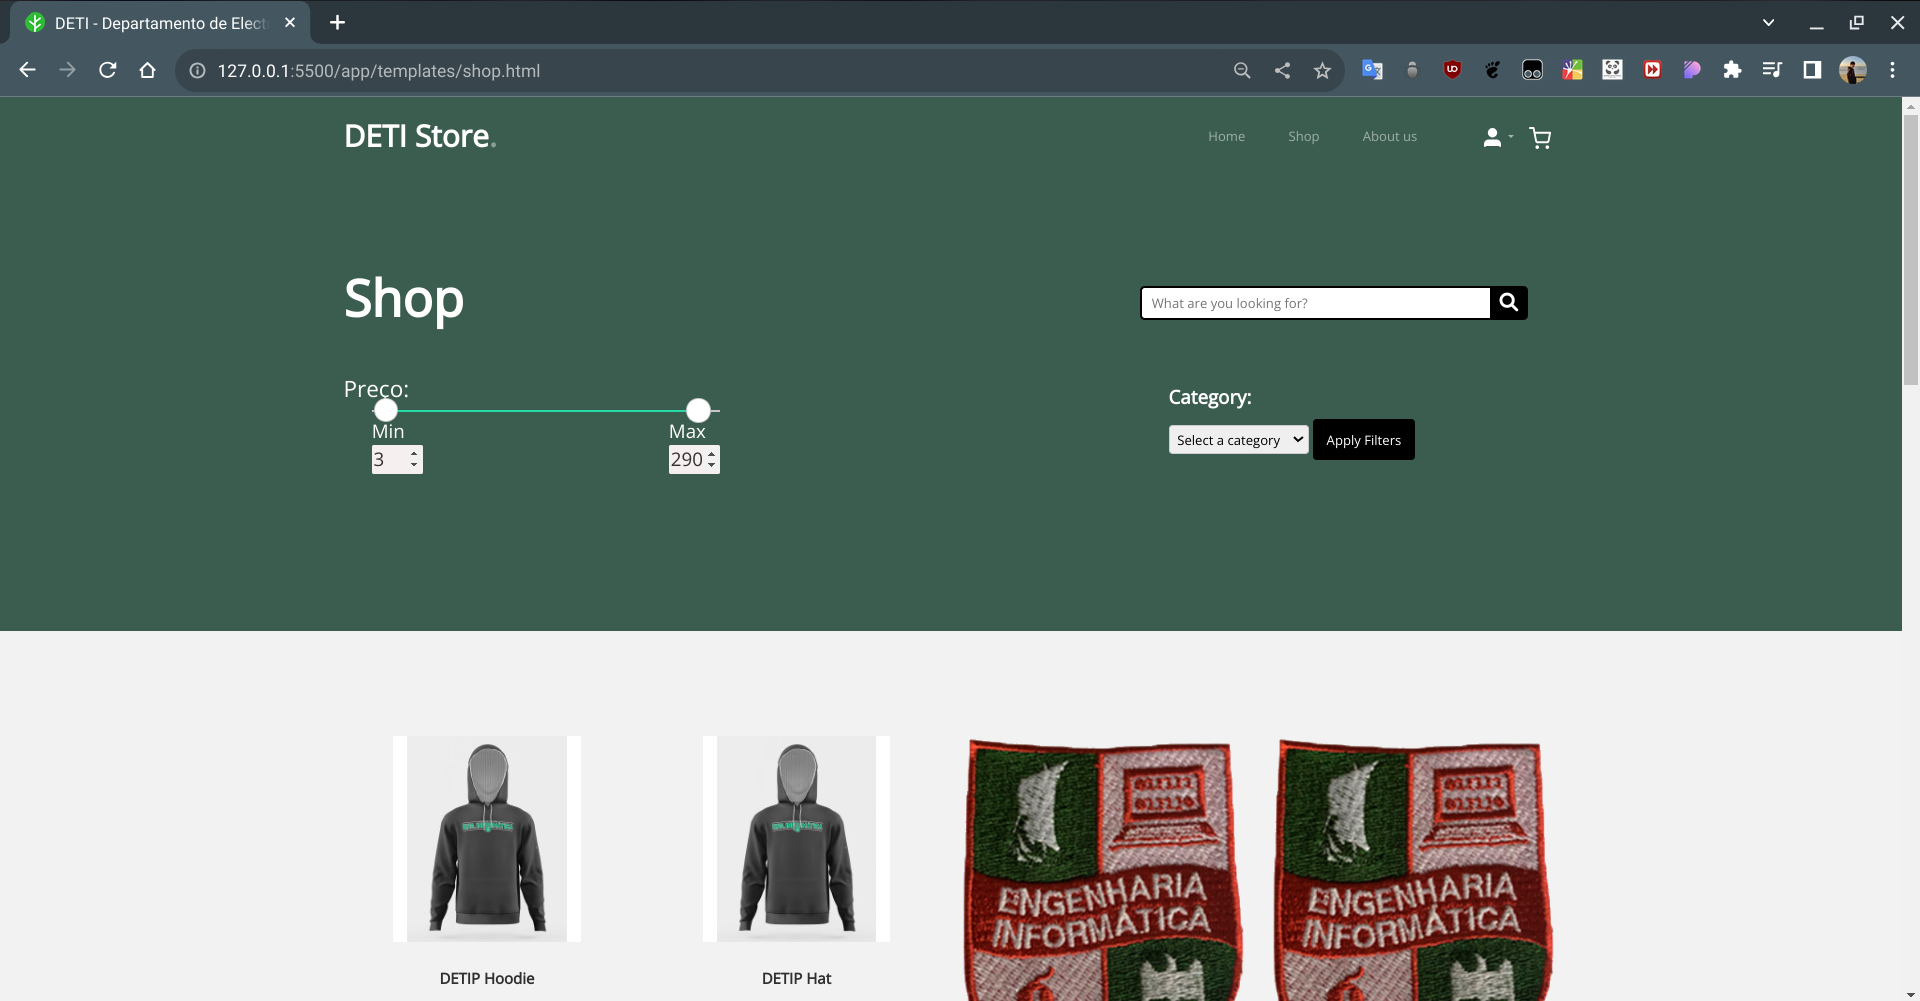 DETI - Departamento de Elect
127.0.0.1:5500/app/templates/shop.html
DETI Store.
Home
Shop
About us
Shop
What are you looking for?
Preço:
Min
Max
3
290
Category:
Select a category
Apply Filters
ENGENHARIA
INFORMÁTICA
ENGENHARIA
INFORMÁTICA
DETIP Hoodie
DETIP Hat